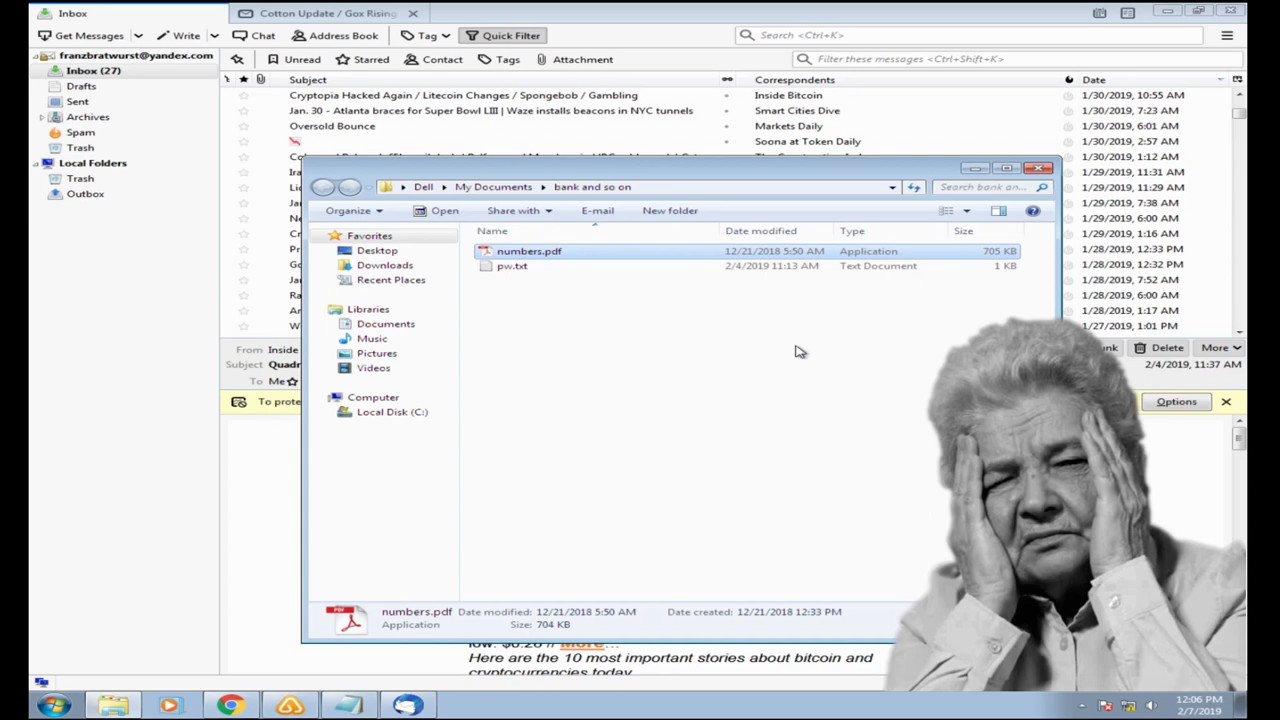 Inbox
Cotton Update / Gox Rising
Get Messages Write Chat Address Book Tag Quick Filter Search <Ctrl+K>
franzbratwurst@yandex.com
Inbox (27)
Drafts
Sent
Archives
Spam
Trash
Local Folders
Trash
Outbox
Unread Starred Contact Tags Attachment Filter these messages <Ctrl+Shift+K>
Subject Correspondents Date
Cryptopia Hacked Again / Litecoin Changes / Spongebob / Gambling Inside Bitcoin 1/30/2019, 10:55 AM
Jan. 30 - Atlanta braces for Super Bowl LIII | Waze installs beacons in NYC tunnels Smart Cities Dive 1/30/2019, 7:23 AM
Oversold Bounce Markets Daily 1/30/2019, 6:01 AM
Soona at Token Daily 1/30/2019, 2:57 AM
1/30/2019, 1:12 AM
1/29/2019, 11:31 AM
1/29/2019, 11:29 AM
1/29/2019, 7:38 AM
1/29/2019, 6:00 AM
1/29/2019, 1:16 AM
1/28/2019, 12:33 PM
1/28/2019, 12:32 PM
1/28/2019, 7:52 AM
1/28/2019, 6:00 AM
1/28/2019, 1:17 AM
1/27/2019, 1:01 PM
From Inside
Subject Quadr
To Me
Delete More
2/4/2019, 11:37 AM
To prote
Options
Dell My Documents bank and so on Search bank an...
Organize Open Share with E-mail New folder
Favorites
Desktop
Downloads
Recent Places
Libraries
Documents
Music
Pictures
Videos
Computer
Local Disk (C:)
Name Date modified Type Size
numbers.pdf 12/21/2018 5:50 AM Application 705 KB
pw.txt 2/4/2019 11:13 AM Text Document 1 KB
PDF
numbers.pdf Date modified: 12/21/2018 5:50 AM Date created: 12/21/2018 12:33 PM
Application Size: 704 KB
More...
Here are the 10 most important stories about bitcoin and
cryptocurrencies today
12:06 PM
2/7/2019